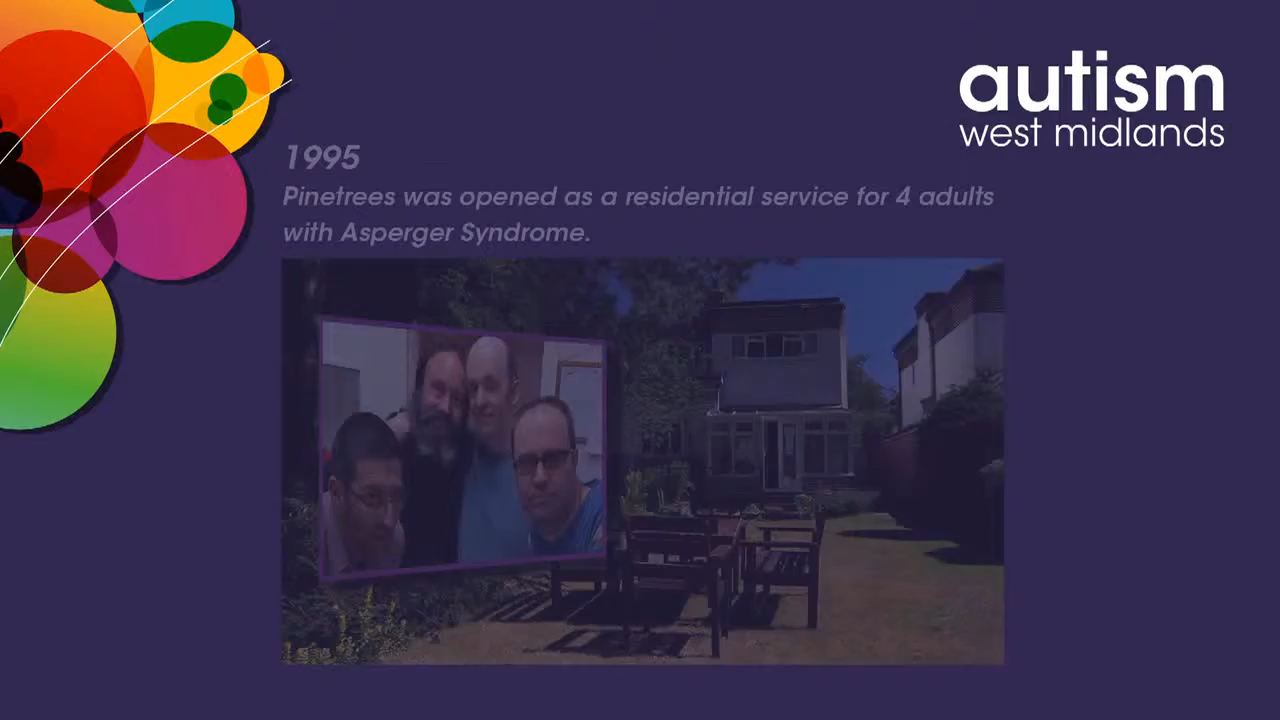 autism
west midlands
1995
Pinetrees was opened as a residential service for 4 adults
with Asperger Syndrome.